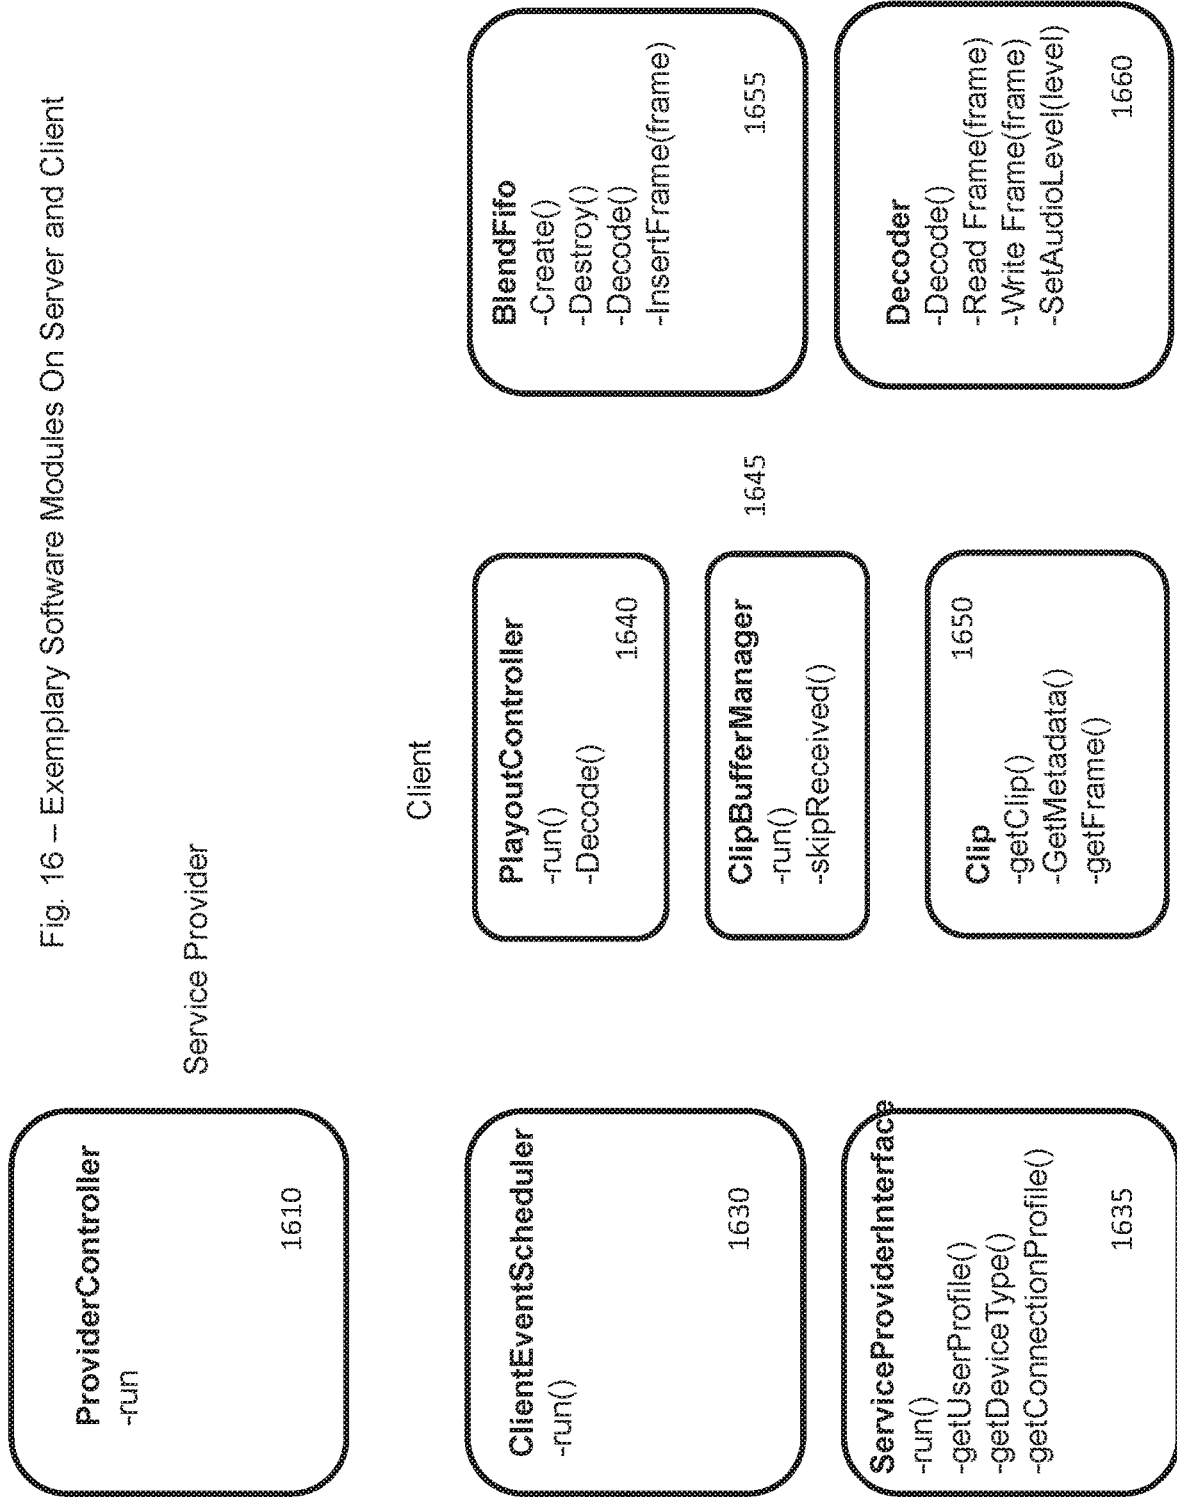 Fig. 16 – Exemplary Software Modules On Server and Client
Service Provider
ProviderController
-run
1610
Client
ClientEventScheduler
-run()
1630
PlayoutController
-run()
-Decode()
1640
BlendFifo
-Create()
-Destroy()
-Decode()
-InsertFrame(frame)
1655
ClipBufferManager
-run()
-skipReceived()
1645
ServiceProviderInterface
-run()
-getUserProfile()
-getDeviceType()
-getConnectionProfile()
1635
Clip
-getClip()
-GetMetadata()
-getFrame()
1650
Decoder
-Decode()
-Read Frame(frame)
-Write Frame(frame)
-SetAudioLevel(level)
1660